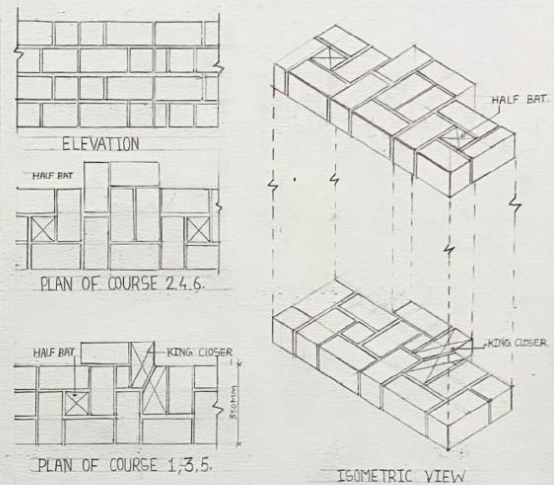 ELEVATION
HALF BAT
PLAN OF COURSE 2.4.6.
HALF BAT
KING CLOSER
350MM
PLAN OF COURSE 1,3,5.
HALF BAT.
KING CLOSER
ISOMETRIC VIEW